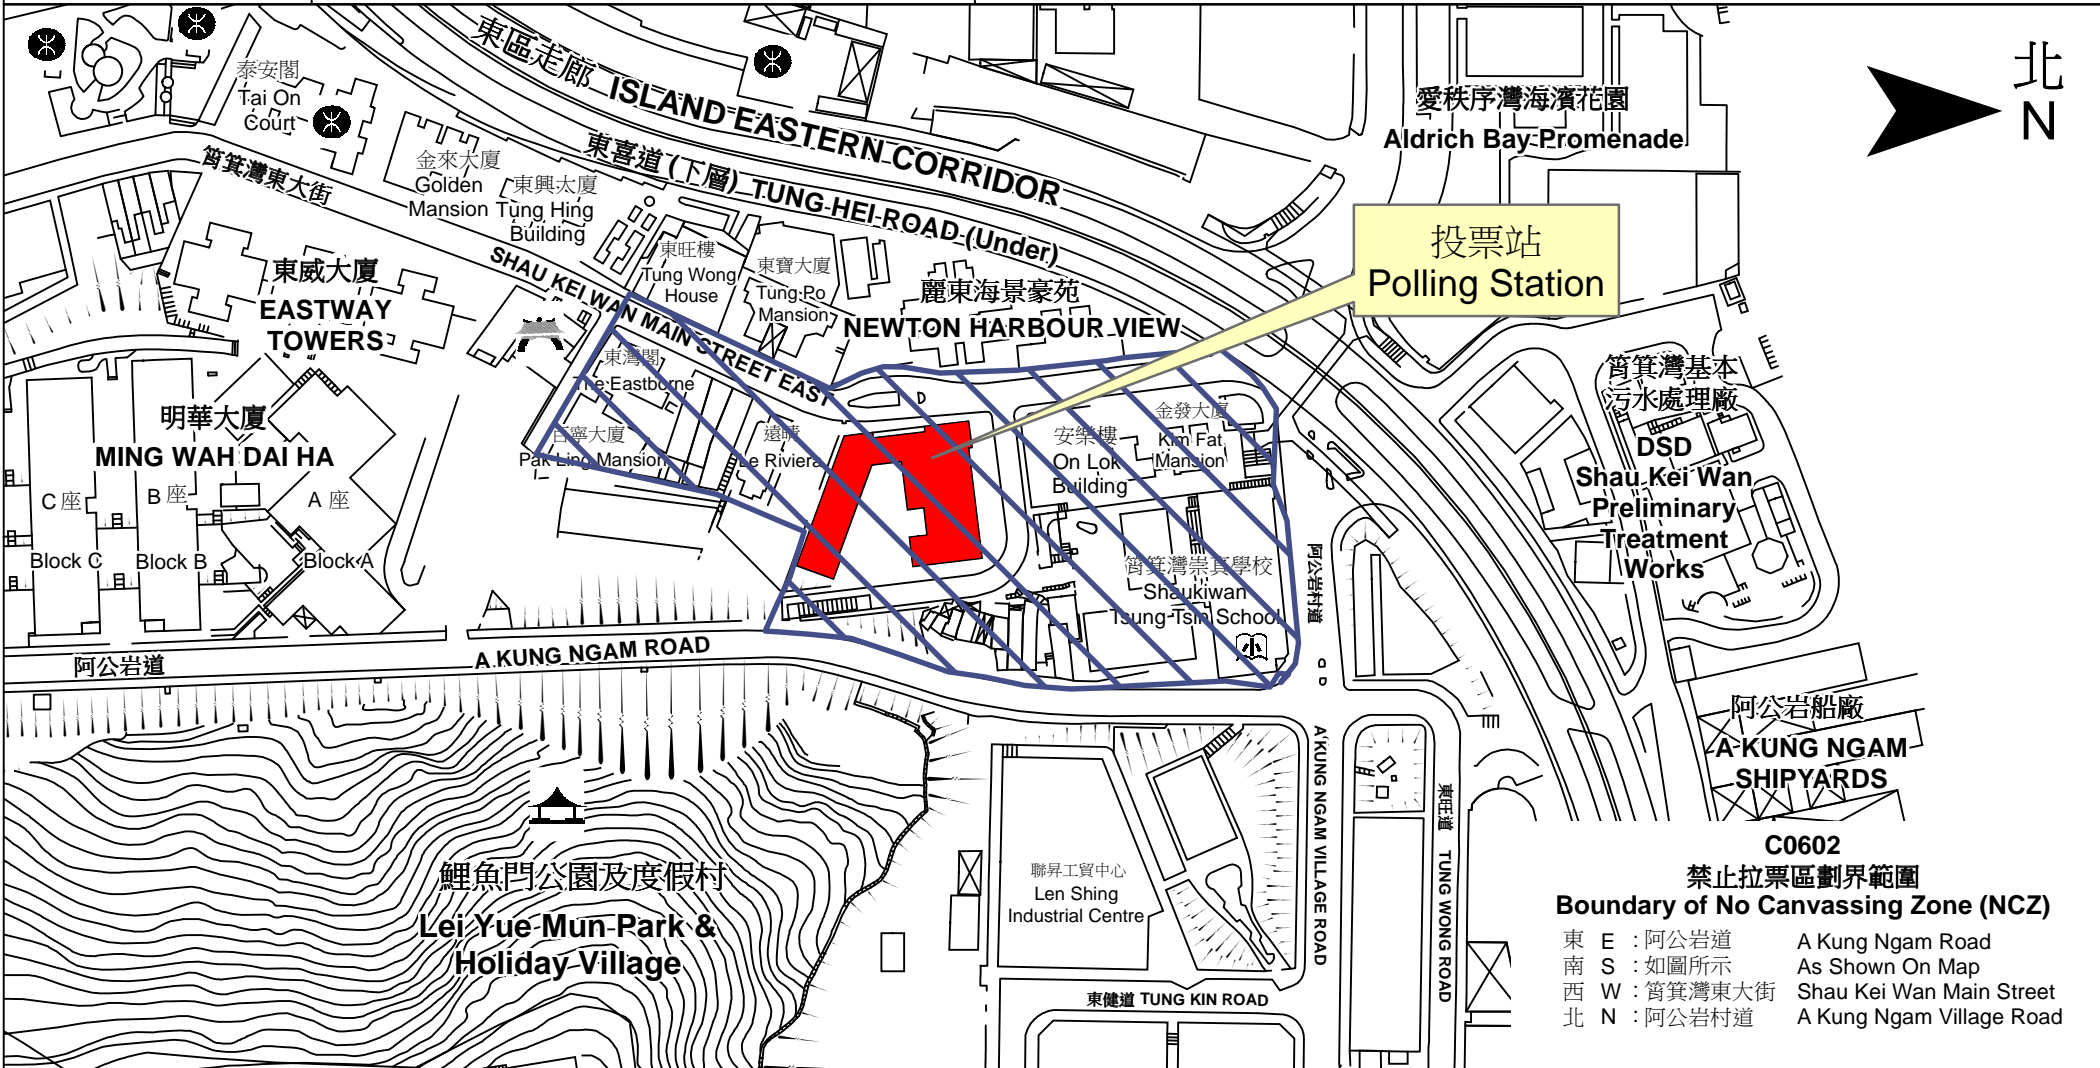 東區走廊 ISLAND EASTERN CORRIDOR
愛秩序灣海濱花園
Aldrich Bay Promenade
北
N
泰安閣
Tai On
Court
筲箕灣東大街
金來大廈
Golden
Mansion
東興大廈
Tung Hing
Building
東喜道 (下層) TUNG HEI ROAD (Under)
投票站
Polling Station
東威大廈
EASTWAY
TOWERS
SHAU KEI WAN MAIN STREET EAST
東旺樓
Tung Wong
House
東寶大廈
Tung Po
Mansion
麗東海景豪苑
NEWTON HARBOUR VIEW
東灣閣
The Eastborne
百寧大廈
Pak Ling Mansion
遠晴
Le Riviera
安樂樓
On Lok
Building
金發大廈
Kim Fat
Mansion
筲箕灣基本
污水處理廠
DSD
Shau Kei Wan
Preliminary
Treatment
Works
明華大廈
MING WAH DAI HA
C 座
Block C
B 座
Block B
A 座
Block A
筲箕灣崇真學校
Shaukiwan
Tsung Tsin School
小
阿公岩村道
阿公岩道
A KUNG NGAM ROAD
A KUNG NGAM VILLAGE ROAD
東旺道 TUNG WONG ROAD
阿公岩船廠
A KUNG NGAM
SHIPYARDS
鯉魚門公園及度假村
Lei Yue Mun Park &
Holiday Village
聯昇工貿中心
Len Shing
Industrial Centre
東健道 TUNG KIN ROAD
C0602
禁止拉票區劃界範圍
Boundary of No Canvassing Zone (NCZ)
東 E : 阿公岩道 A Kung Ngam Road
南 S : 如圖所示 As Shown On Map
西 W : 筲箕灣東大街 Shau Kei Wan Main Street
北 N : 阿公岩村道 A Kung Ngam Village Road